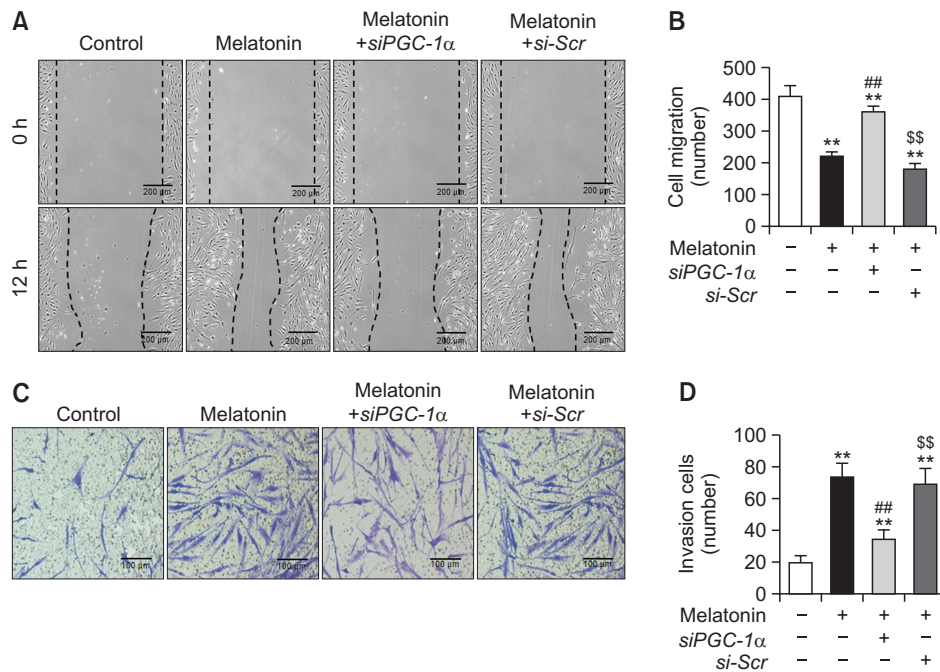 A
Control
Melatonin
Melatonin
+siPGC-1α
Melatonin
+si-Scr
0 h
200 μm
200 μm
200 μm
200 μm
12 h
200 μm
200 μm
200 μm
200 μm
B
Cell migration
(number)
500
400
300
200
100
0
**
##
**
$$
**
Melatonin – + + +
siPGC-1α – – + –
si-Scr – – – +
C
Control
Melatonin
Melatonin
+siPGC-1α
Melatonin
+si-Scr
100 μm
100 μm
100 μm
100 μm
D
Invasion cells
(number)
100
80
60
40
20
0
**
##
**
$$
**
Melatonin – + + +
siPGC-1α – – + –
si-Scr – – – +